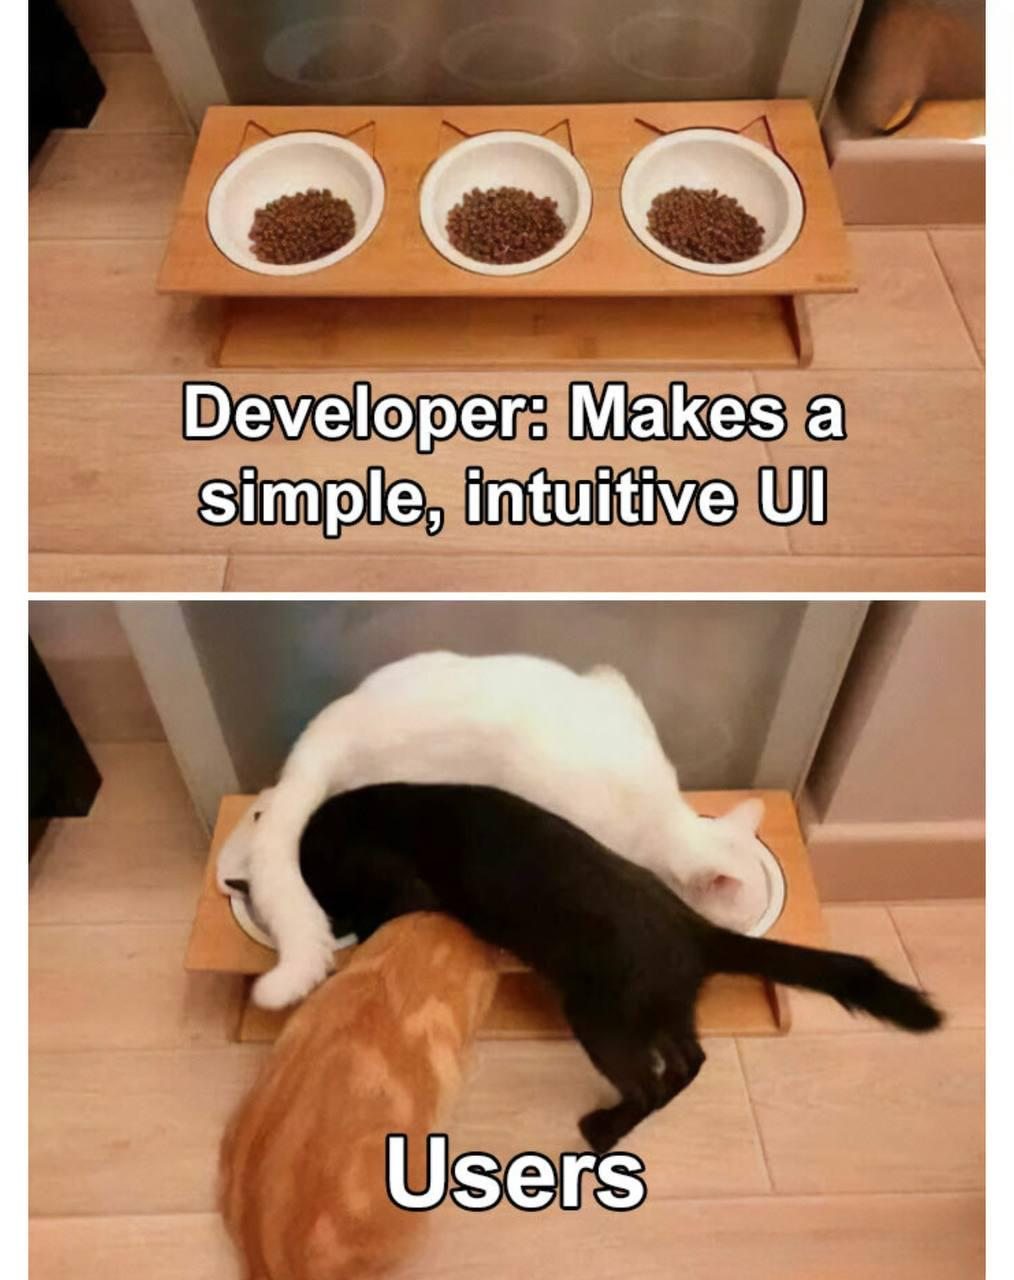 Developer: Makes a
simple, intuitive UI
Users